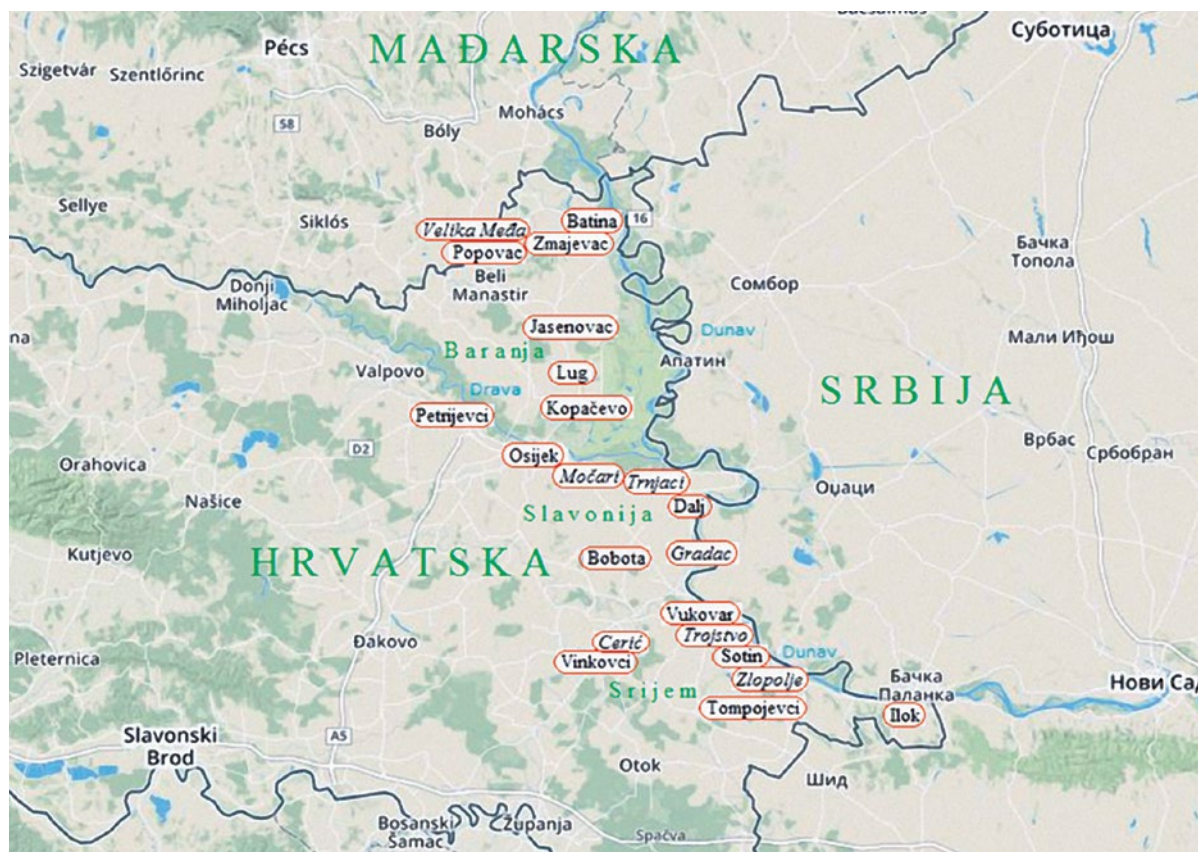 Bácsalmás
Суботица
Pécs
MAĐARSKA
Szigetvár
Szentlőrinc
Mohács
58
Bóly
Sellye
Siklós
Velika Međa
Batina
16
Popovac
Zmajevac
Бачка
Топола
Beli
Manastir
Donji
Miholjac
Сомбор
Jasenovac
Dunav
na
Мали Иђош
Baranja
Апатин
Valpovo
Lug
SRBIJA
Drava
Petrijevci
Kopačevo
D2
Врбас
Србобран
Orahovica
Osijek
Močari
Trnjaci
Оџаци
Našice
Dalj
Slavonija
Kutjevo
HRVATSKA
Bobota
Gradac
Vukovar
Trojstvo
Đakovo
Cerić
Sotin
Dunav
Pleternica
Vinkovci
Zlopolje
Бачка
Паланка
Нови Сад
Srijem
Tompojevci
Ilok
Slavonski
Brod
A5
Otok
Шид
Bosanski
Šamac
Županja
Spačva